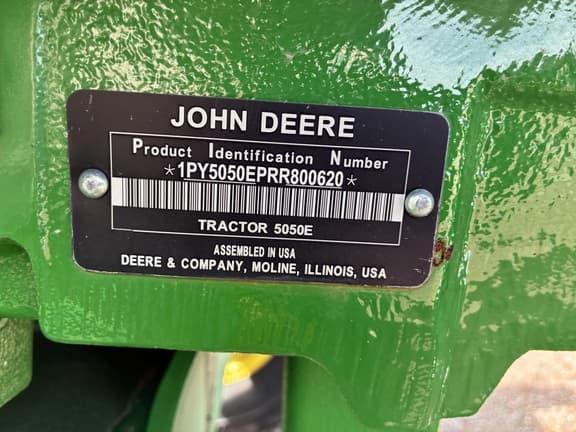 JOHN DEERE
Product Identification Number
*1PY5050EPRR800620*
TRACTOR 5050E
ASSEMBLED IN USA
DEERE & COMPANY, MOLINE, ILLINOIS, USA